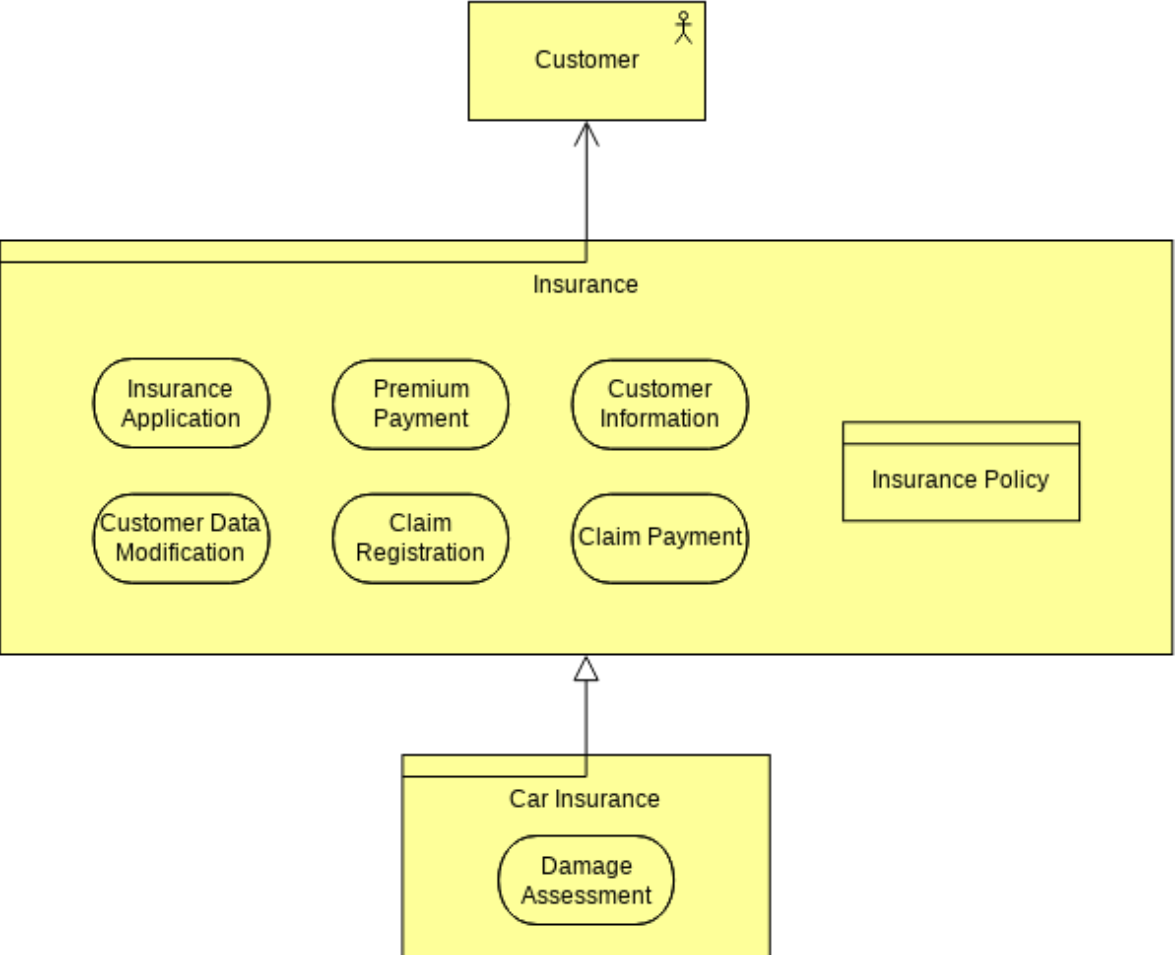 Customer
Insurance
Insurance
Application
Premium
Payment
Customer
Information
Customer Data
Modification
Claim
Registration
Claim Payment
Insurance Policy
Car Insurance
Damage
Assessment